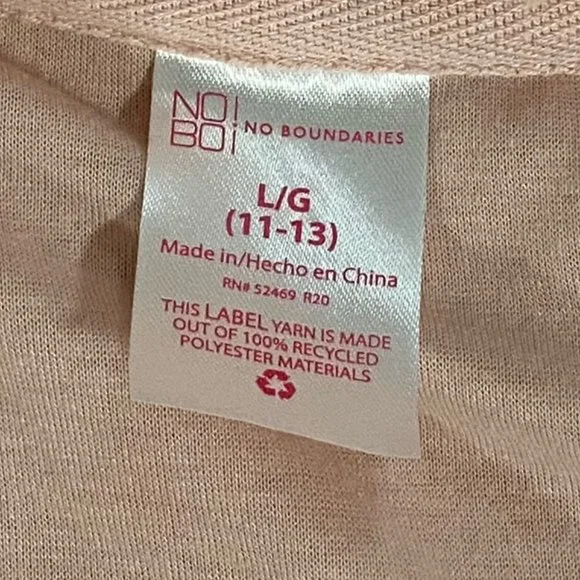 NO!
BO¡ NO BOUNDARIES
L/G
(11-13)
Made in/Hecho en China
RN# 52469 R20
THIS LABEL YARN IS MADE
OUT OF 100% RECYCLED
POLYESTER MATERIALS